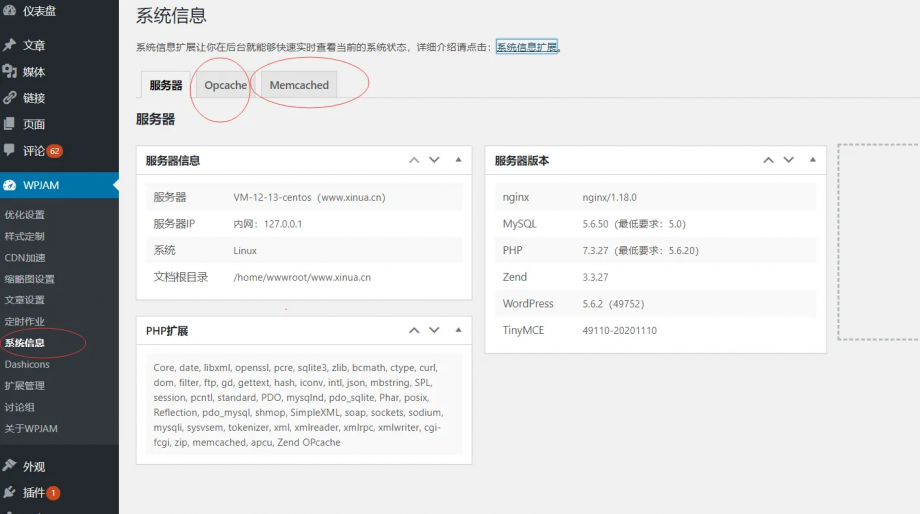 仪表盘
文章
媒体
链接
页面
评论 62
WPJAM
优化设置
样式定制
CDN加速
缩略图设置
文章设置
定时作业
系统信息
Dashicons
扩展管理
讨论组
关于WPJAM
外观
插件 1
系统信息
系统信息扩展让你在后台就能够快速实时查看当前的系统状态，详细介绍请点击：系统信息扩展。
服务器 Opcache Memcached
服务器
服务器信息
服务器 VM-12-13-centos（www.xinua.cn）
服务器IP 内网：127.0.0.1
系统 Linux
文档根目录 /home/wwwroot/www.xinua.cn
PHP扩展
Core, date, libxml, openssl, pcre, sqlite3, zlib, bcmath, ctype, curl,
dom, filter, ftp, gd, gettext, hash, iconv, intl, json, mbstring, SPL,
session, pcntl, standard, PDO, mysqlnd, pdo_sqlite, Phar, posix,
Reflection, pdo_mysql, shmop, SimpleXML, soap, sockets, sodium,
mysqli, sysvsem, tokenizer, xml, xmlreader, xmlrpc, xmlwriter, cgi-
fcgi, zip, memcached, apcu, Zend OPcache
服务器版本
nginx nginx/1.18.0
MySQL 5.6.50（最低要求：5.0）
PHP 7.3.27（最低要求：5.6.20）
Zend 3.3.27
WordPress 5.6.2（49752）
TinyMCE 49110-20201110